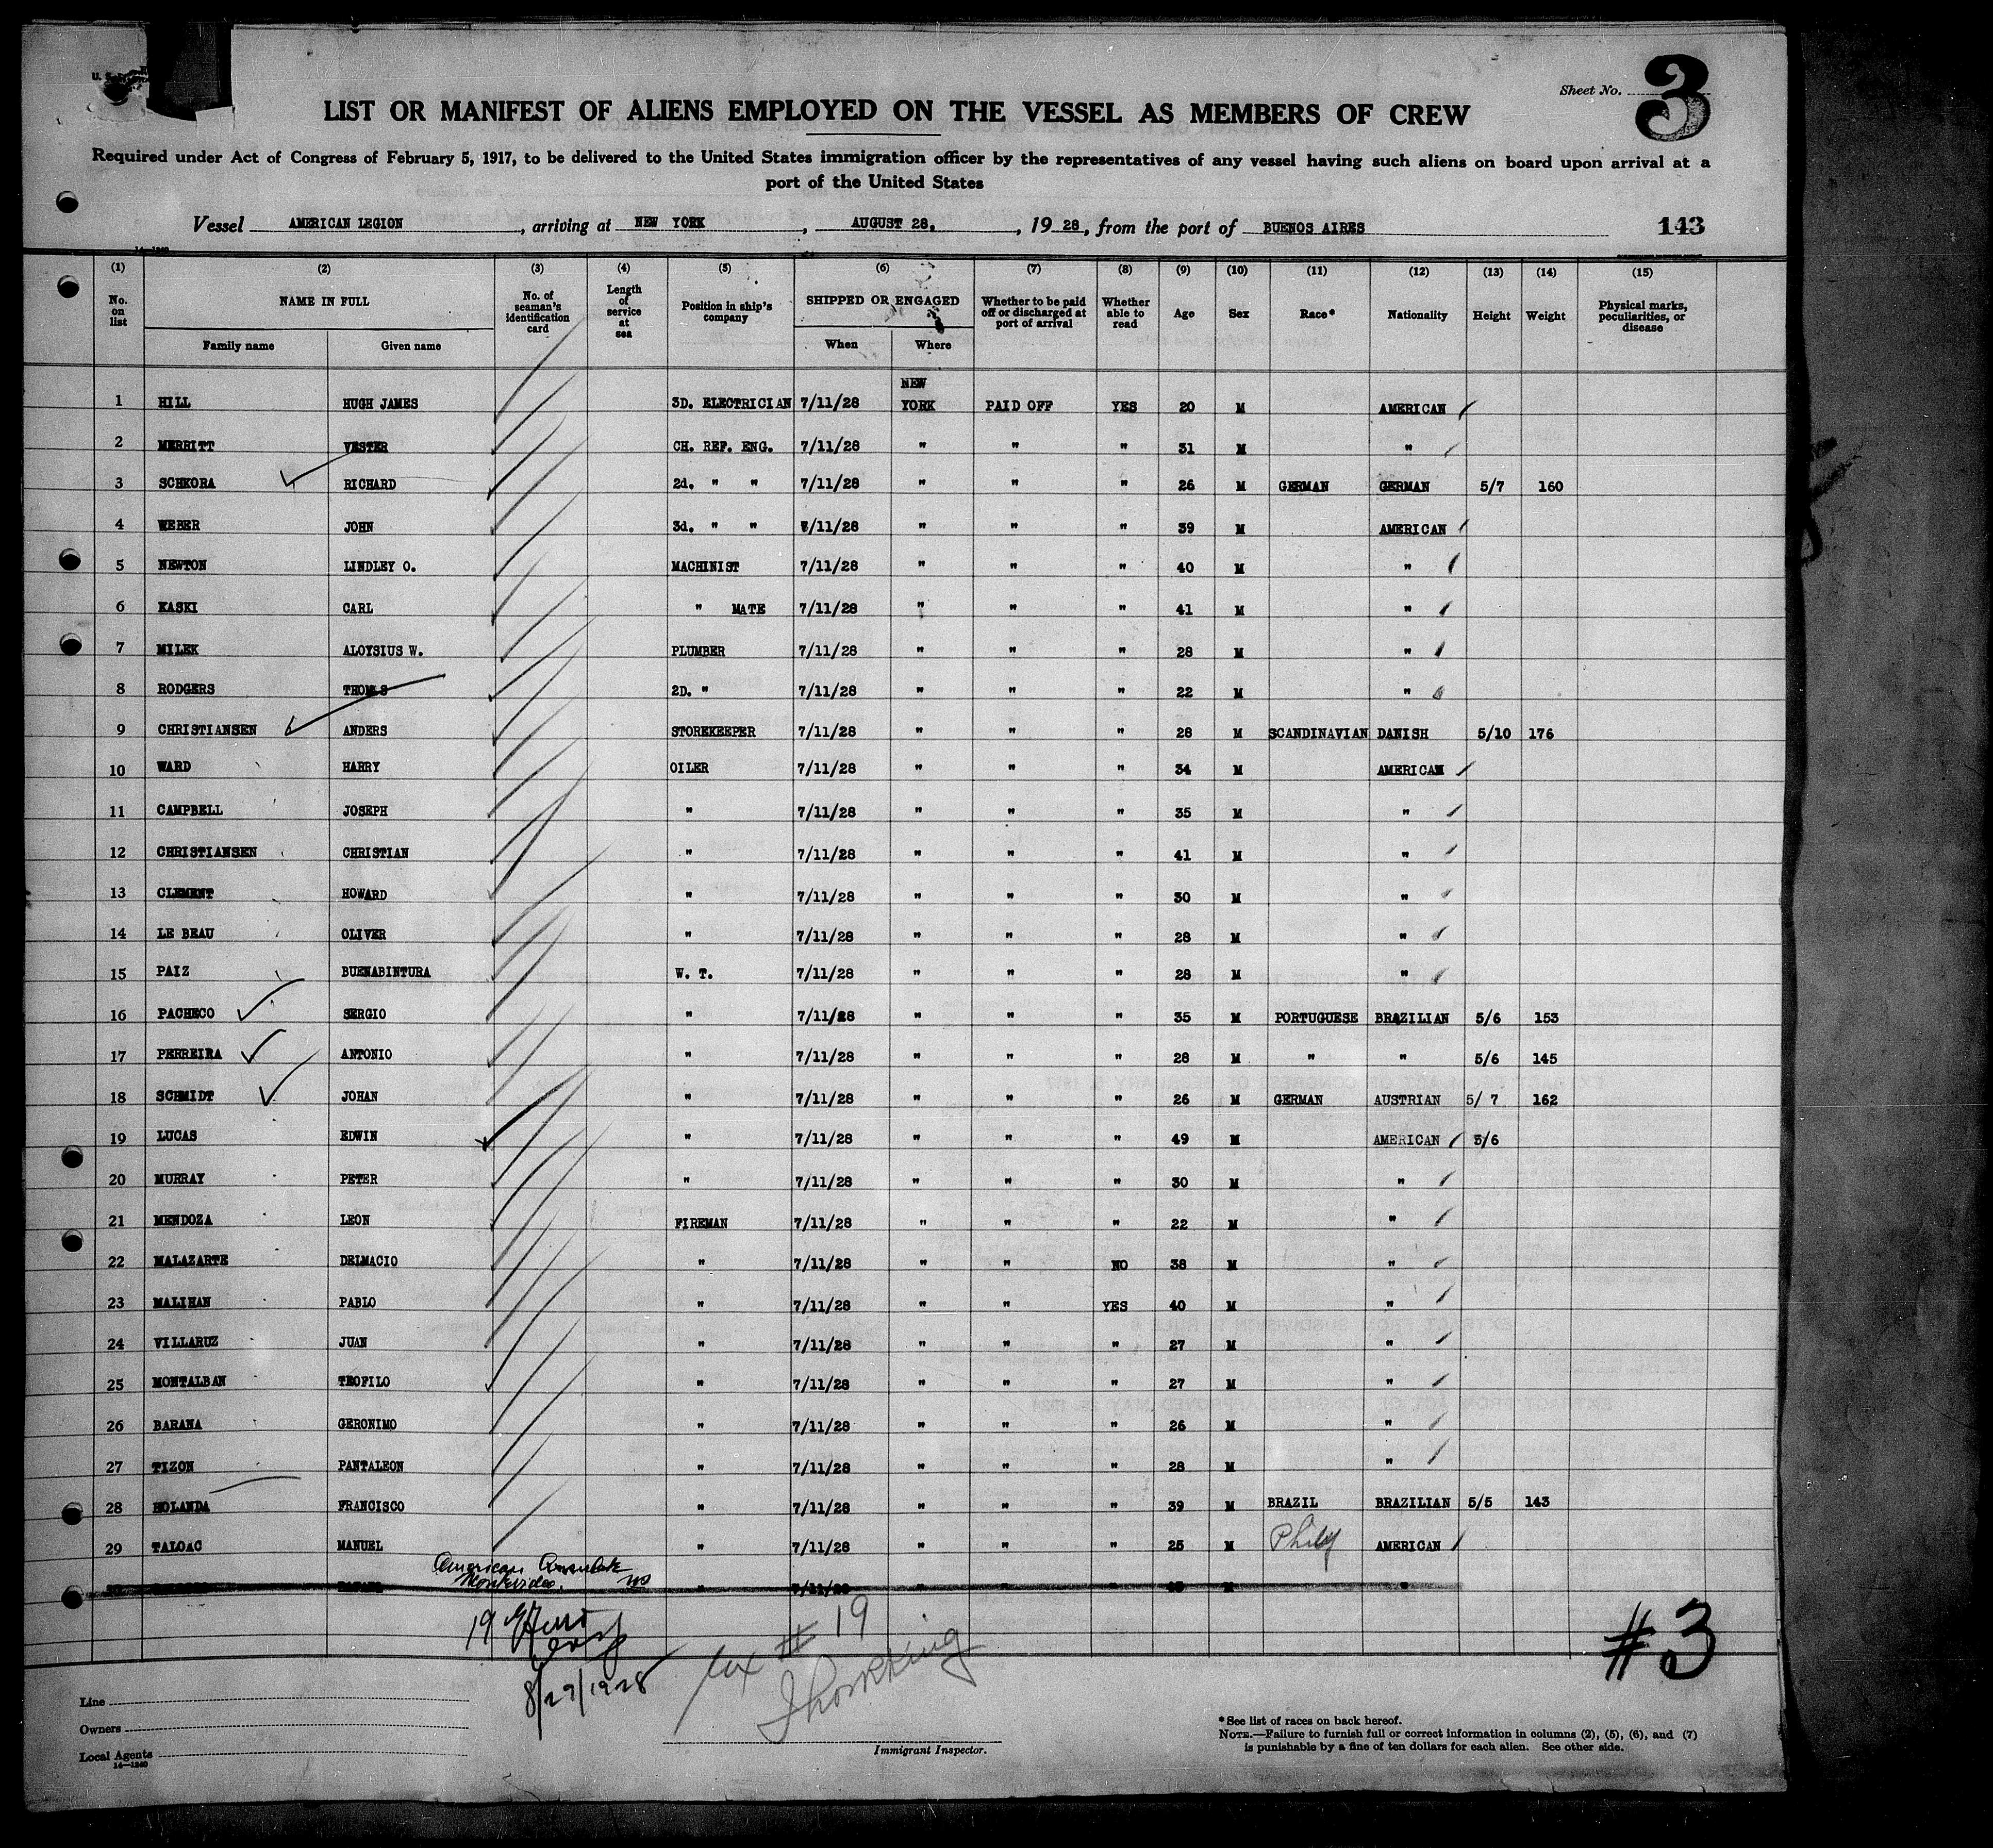 Sheet No. 3
LIST OR MANIFEST OF ALIENS EMPLOYED ON THE VESSEL AS MEMBERS OF CREW
Required under Act of Congress of February 5, 1917, to be delivered to the United States immigration officer by the representatives of any vessel having such aliens on board upon arrival at a
port of the United States
Vessel AMERICAN LEGION, arriving at NEW YORK, AUGUST 28, 1928, from the port of BUENOS AIRES 143
(1) (2) (3) (4) (5) (6) (7) (8) (9) (10) (11) (12) (13) (14) (15)
No. on list NAME IN FULL Family name Given name No. of seaman's identification card Length of service at sea Position in ship's company SHIPPED OR ENGAGED When Where Whether to be paid off or discharged at port of arrival Whether able to read Age Sex Race* Nationality Height Weight Physical marks, peculiarities, or disease
1 HILL HUGH JAMES 3D. ELECTRICIAN 7/11/28 NEW YORK PAID OFF YES 20 M AMERICAN
2 MERRITT VESTER CH. REF. ENG. 7/11/28 " " " 31 M "
3 SCHKORA RICHARD 2d. " " 7/11/28 " " " 26 M GERMAN GERMAN 5/7 160
4 WEBER JOHN 3d. " " 7/11/28 " " " 39 M AMERICAN
5 NEWTON LINDLEY O. MACHINIST 7/11/28 " " " 40 M "
6 KASKI CARL " MATE 7/11/28 " " " 41 M "
7 MILEK ALOYSIUS W. PLUMBER 7/11/28 " " " 28 M "
8 RODGERS THOMAS 2D. " 7/11/28 " " " 22 M "
9 CHRISTIANSEN ANDERS STOREKEEPER 7/11/28 " " " 28 M SCANDINAVIAN DANISH 5/10 176
10 WARD HARRY OILER 7/11/28 " " " 34 M AMERICAN
11 CAMPBELL JOSEPH " 7/11/28 " " " 35 M "
12 CHRISTIANSEN CHRISTIAN " 7/11/28 " " " 41 M "
13 CLEMENT HOWARD " 7/11/28 " " " 30 M "
14 LE BEAU OLIVER " 7/11/28 " " " 28 M "
15 PAIZ BUENABINTURA W. T. 7/11/28 " " " 28 M "
16 PACHECO SERGIO " 7/11/28 " " " 35 M PORTUGUESE BRAZILIAN 5/6 153
17 PERREIRA ANTONIO " 7/11/28 " " " 28 M " " 5/6 145
18 SCHMIDT JOHAN " 7/11/28 " " " 26 M GERMAN AUSTRIAN 5/ 7 162
19 LUCAS EDWIN " 7/11/28 " " " 49 M AMERICAN 5/6
20 MURRAY PETER " 7/11/28 " " " 30 M "
21 MENDOZA LEON FIREMAN 7/11/28 " " " 22 M "
22 MALAZARTE DELMACIO " 7/11/28 " " NO 38 M "
23 MALIHAN PABLO " 7/11/28 " " YES 40 M "
24 VILLARUZ JUAN " 7/11/28 " " " 27 M "
25 MONTALBAN TEOFILO " 7/11/28 " " " 27 M "
26 BARANA GERONIMO " 7/11/28 " " " 26 M "
27 TIZON PANTALEON " 7/11/28 " " " 28 M "
28 HOLANDA FRANCISCO " 7/11/28 " " " 39 M BRAZIL BRAZILIAN 5/5 143
29 TALOAC MANUEL " 7/11/28 " " " 25 M AMERICAN
American Consulate
Montevideo.
" 7/11/28 " " " M "
19
8/29/1928
# 19
#3
Line
Owners
Local Agents
14—1240
Immigrant Inspector.
*See list of races on back hereof.
NOTE.—Failure to furnish full or correct information in columns (2), (5), (6), and (7)
is punishable by a fine of ten dollars for each alien. See other side.